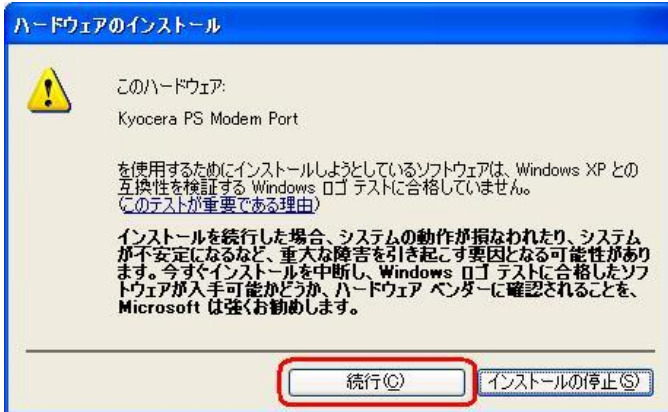 ハードウェアのインストール
このハードウェア:
Kyocera PS Modem Port
を使用するためにインストールしようとしているソフトウェアは、Windows XP との
互換性を検証する Windows ロゴ テストに合格していません。
(このテストが重要である理由)
インストールを続行した場合、システムの動作が損なわれたり、システム
が不安定になるなど、重大な障害を引き起こす要因となる可能性があり
ます。今すぐインストールを中断し、Windows ロゴ テストに合格したソフ
トウェアが入手可能かどうか、ハードウェア ベンダーに確認されることを、
Microsoft は強くお勧めします。
続行(C) インストールの停止(S)